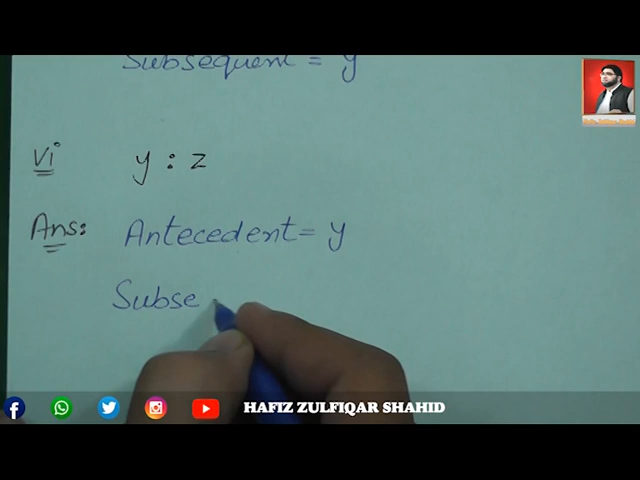 Subsequent = y
vi y : z
Ans: Antecedent = y
Subse
HAFIZ ZULFIQAR SHAHID